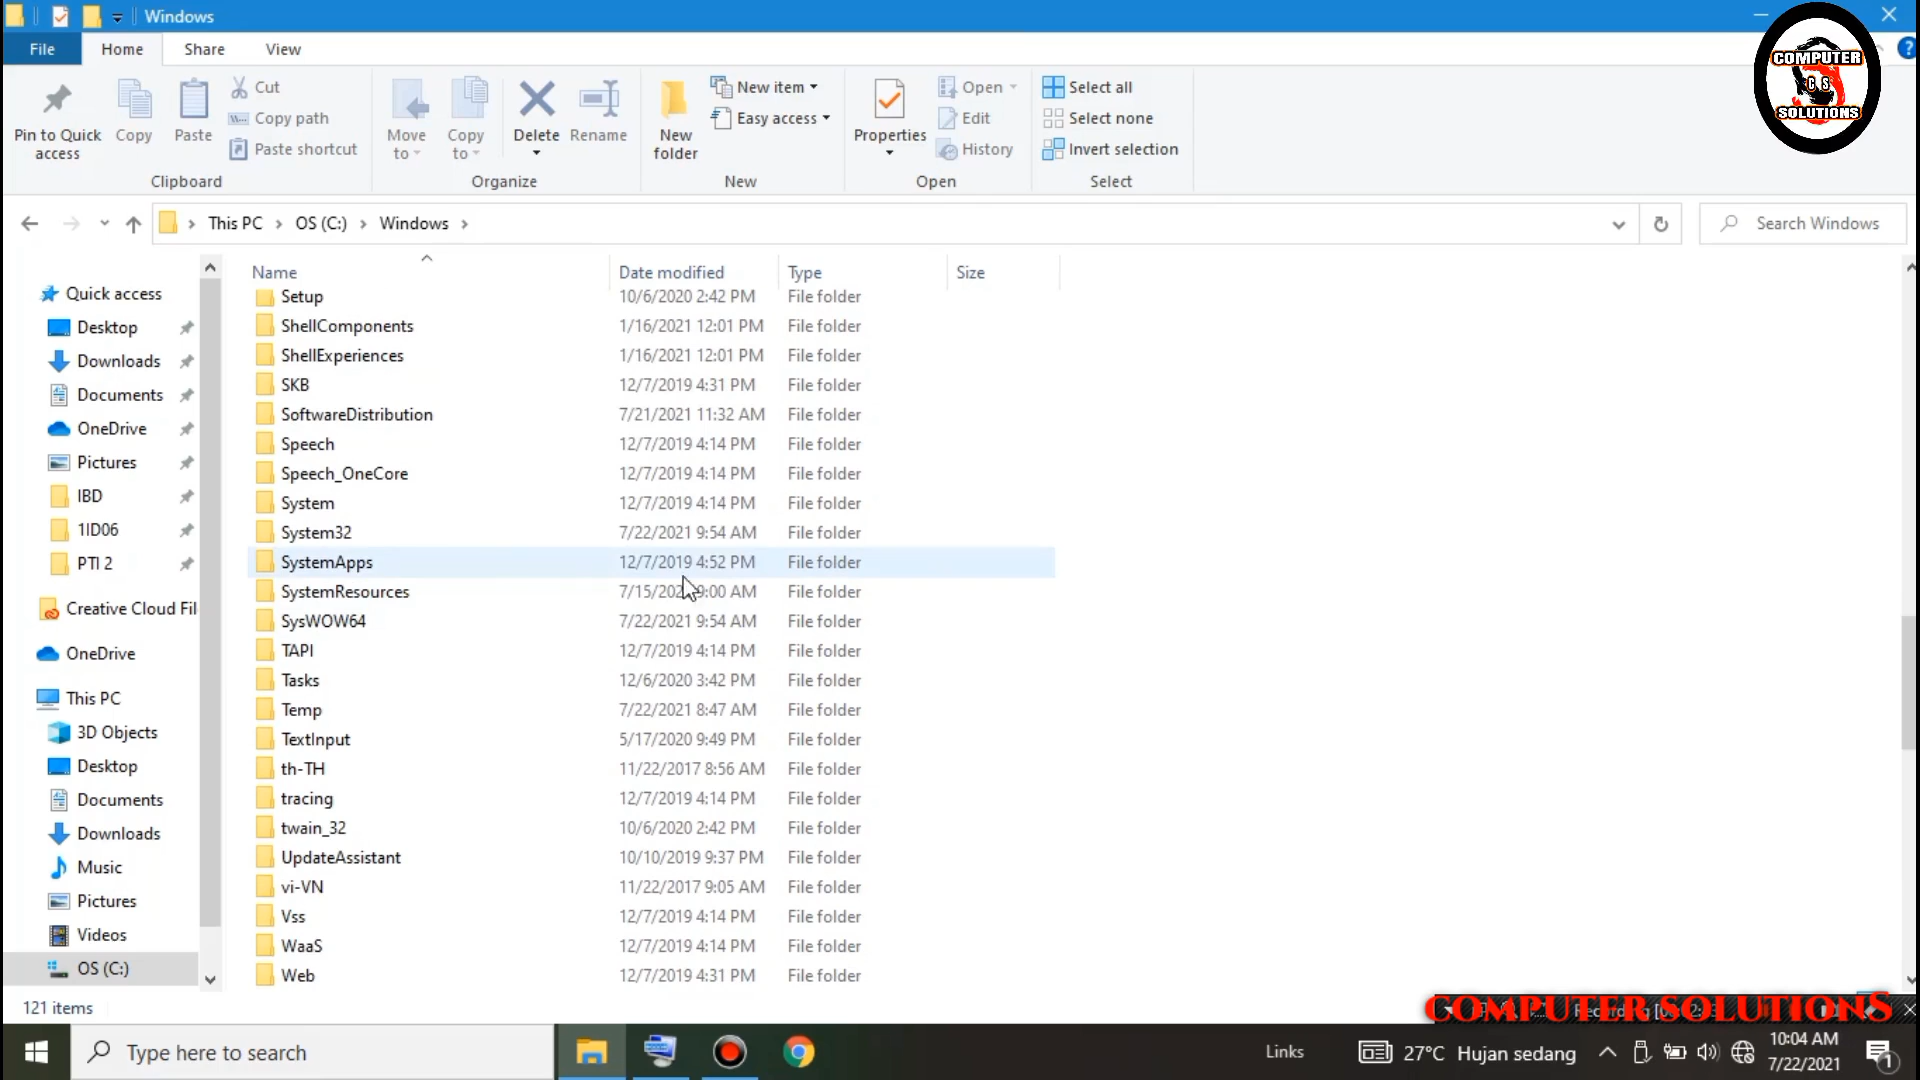 Windows
File Home Share View
Pin to Quick access
Copy
Paste
Cut
Copy path
Paste shortcut
Clipboard
Move to
Copy to
Delete
Rename
Organize
New folder
New item
Easy access
New
Properties
Open
Edit
History
Open
Select all
Select none
Invert selection
Select
COMPUTER
CS
SOLUTIONS
This PC > OS (C:) > Windows >
Search Windows
Quick access
Desktop
Downloads
Documents
OneDrive
Pictures
IBD
1ID06
PTI 2
Creative Cloud Fil
OneDrive
This PC
3D Objects
Desktop
Documents
Downloads
Music
Pictures
Videos
OS (C:)
Name Date modified Type Size
Setup 10/6/2020 2:42 PM File folder
ShellComponents 1/16/2021 12:01 PM File folder
ShellExperiences 1/16/2021 12:01 PM File folder
SKB 12/7/2019 4:31 PM File folder
SoftwareDistribution 7/21/2021 11:32 AM File folder
Speech 12/7/2019 4:14 PM File folder
Speech_OneCore 12/7/2019 4:14 PM File folder
System 12/7/2019 4:14 PM File folder
System32 7/22/2021 9:54 AM File folder
SystemApps 12/7/2019 4:52 PM File folder
SystemResources AM File folder
SysWOW64 7/22/2021 9:54 AM File folder
TAPI 12/7/2019 4:14 PM File folder
Tasks 12/6/2020 3:42 PM File folder
Temp 7/22/2021 8:47 AM File folder
TextInput 5/17/2020 9:49 PM File folder
th-TH 11/22/2017 8:56 AM File folder
tracing 12/7/2019 4:14 PM File folder
twain_32 10/6/2020 2:42 PM File folder
UpdateAssistant 10/10/2019 9:37 PM File folder
vi-VN 11/22/2017 9:05 AM File folder
Vss 12/7/2019 4:14 PM File folder
WaaS 12/7/2019 4:14 PM File folder
Web 12/7/2019 4:31 PM File folder
121 items
COMPUTER SOLUTIONS
Type here to search
Links
27°C Hujan sedang
10:04 AM
7/22/2021
1